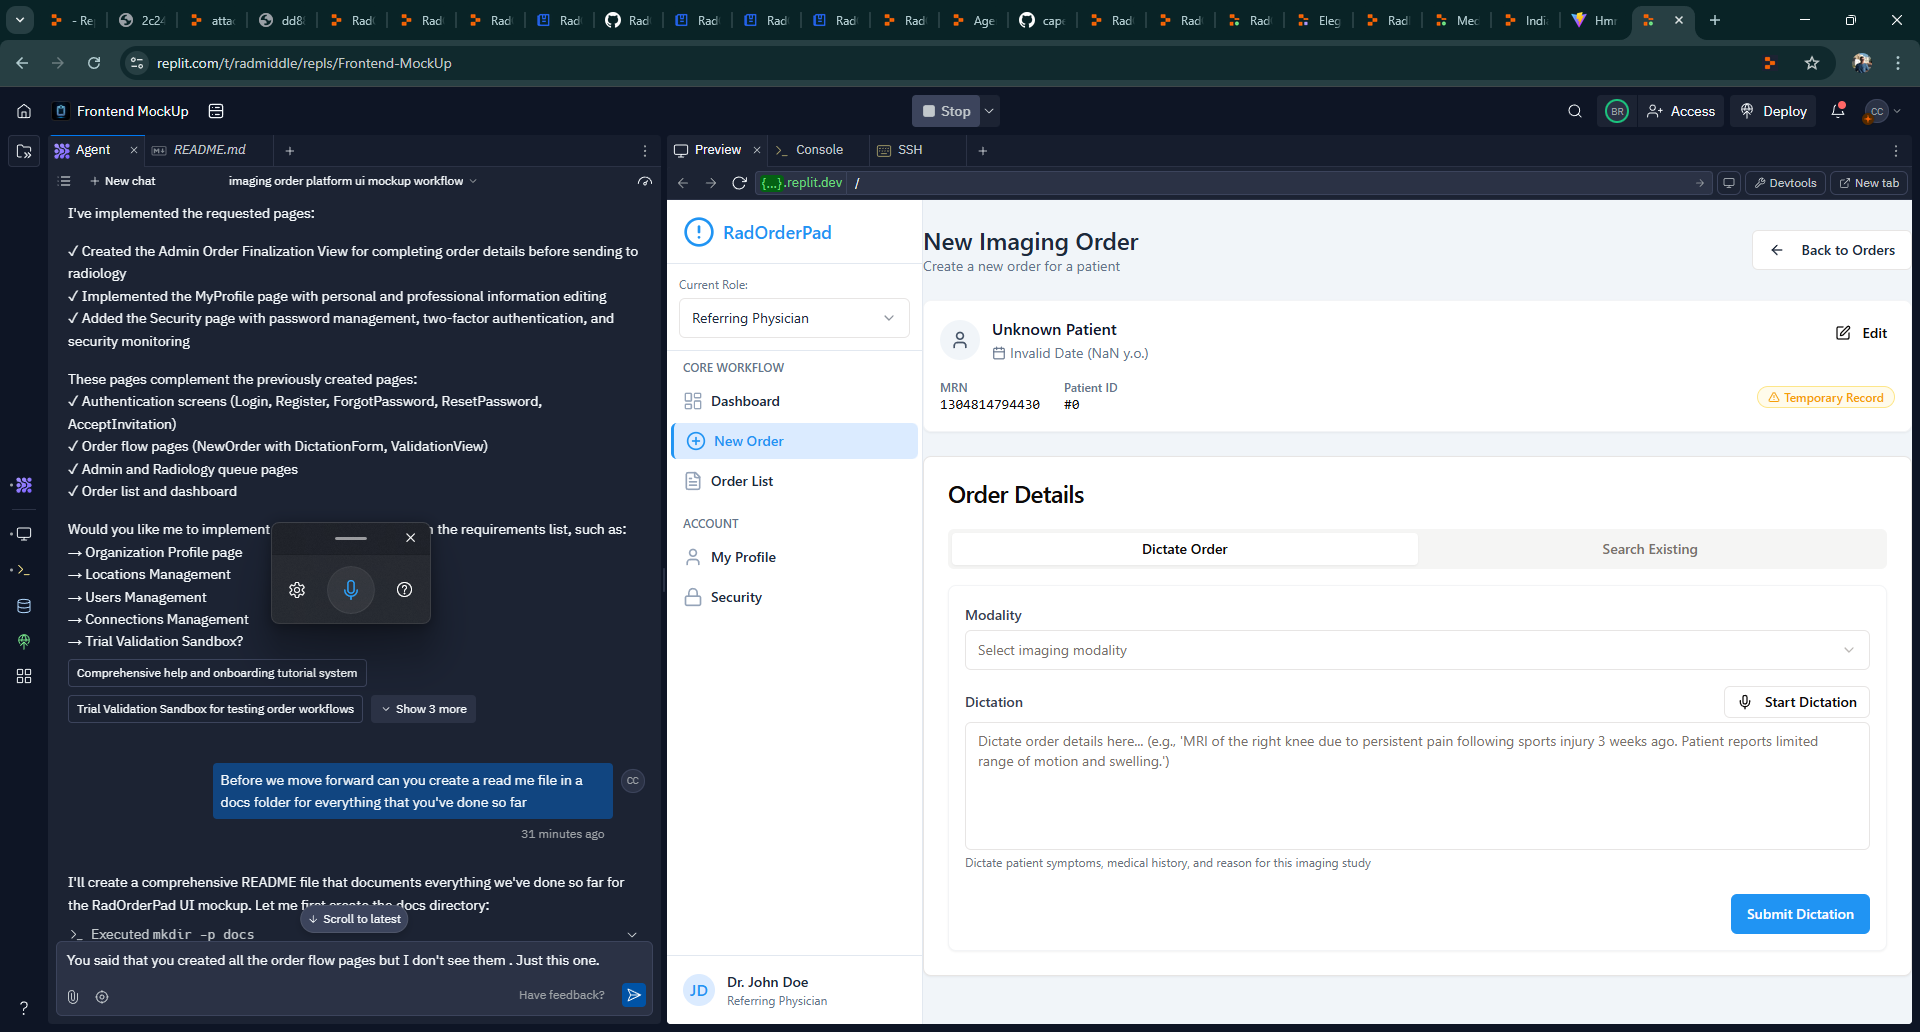 - Re
2c24
attac
dd8
RadO
Rad
Rad
Rad
Rad
Rad
Rad
Rad
Rad
Age
cape
Rad
Rad
Rad
Eleg
Rad
Med
Indi
Hm
replit.com/t/radmiddle/repls/Frontend-MockUp
Frontend MockUp
Stop
BR
Access
Deploy
CC
Agent
README.md
New chat
imaging order platform ui mockup workflow
I've implemented the requested pages:
✓ Created the Admin Order Finalization View for completing order details before sending to
radiology
✓ Implemented the MyProfile page with personal and professional information editing
✓ Added the Security page with password management, two-factor authentication, and
security monitoring
These pages complement the previously created pages:
✓ Authentication screens (Login, Register, ForgotPassword, ResetPassword,
AcceptInvitation)
✓ Order flow pages (NewOrder with DictationForm, ValidationView)
✓ Admin and Radiology queue pages
✓ Order list and dashboard
Would you like me to implement n the requirements list, such as:
→ Organization Profile page
→ Locations Management
→ Users Management
→ Connections Management
→ Trial Validation Sandbox?
Comprehensive help and onboarding tutorial system
Trial Validation Sandbox for testing order workflows
Show 3 more
Before we move forward can you create a read me file in a
docs folder for everything that you've done so far
CC
31 minutes ago
I'll create a comprehensive README file that documents everything we've done so far for
the RadOrderPad UI mockup. Let me first create the docs directory:
Scroll to latest
Executed mkdir -p docs
You said that you created all the order flow pages but I don't see them . Just this one.
Have feedback?
Preview
Console
SSH
{...}.replit.dev
/
Devtools
New tab
RadOrderPad
Current Role:
Referring Physician
CORE WORKFLOW
Dashboard
New Order
Order List
ACCOUNT
My Profile
Security
JD
Dr. John Doe
Referring Physician
New Imaging Order
Create a new order for a patient
Back to Orders
Unknown Patient
Invalid Date (NaN y.o.)
Edit
MRN
1304814794430
Patient ID
#0
Temporary Record
Order Details
Dictate Order
Search Existing
Modality
Select imaging modality
Dictation
Start Dictation
Dictate order details here... (e.g., 'MRI of the right knee due to persistent pain following sports injury 3 weeks ago. Patient reports limited
range of motion and swelling.')
Dictate patient symptoms, medical history, and reason for this imaging study
Submit Dictation